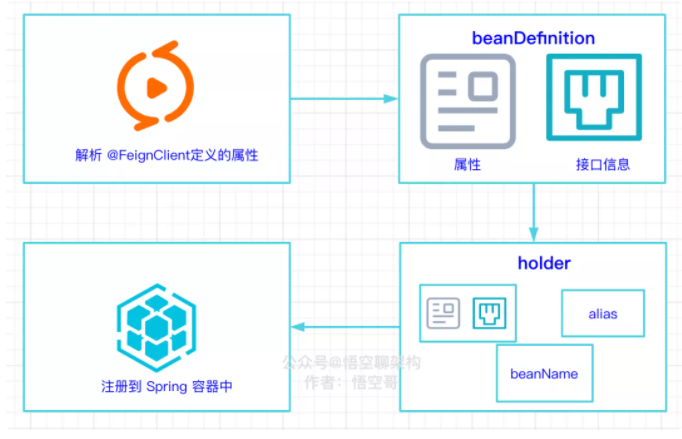 解析 @FeignClient定义的属性
beanDefinition
属性
接口信息
holder
alias
beanName
注册到 Spring 容器中
公众号@悟空聊架构
作者：悟空哥